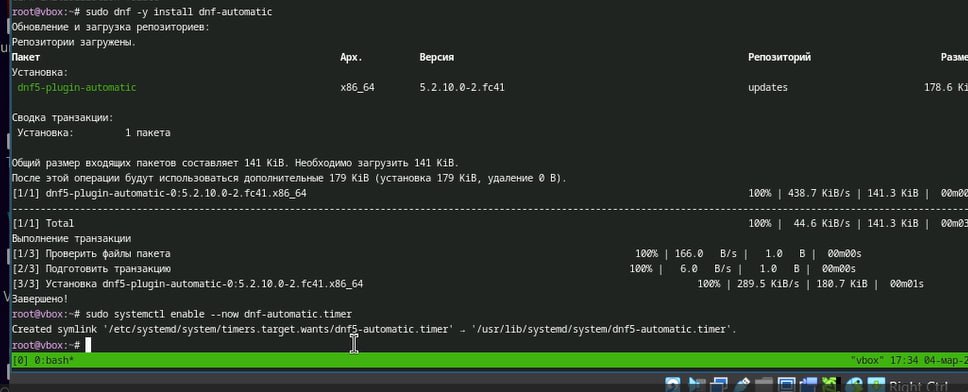 root@vbox:~# sudo dnf -y install dnf-automatic
Обновление и загрузка репозиториев:
Репозитории загружены.
Пакет Арх. Версия Репозиторий Разме
Установка:
dnf5-plugin-automatic x86_64 5.2.10.0-2.fc41 updates 178.6 Ki
Сводка транзакции:
Установка: 1 пакета
Общий размер входящих пакетов составляет 141 KiB. Необходимо загрузить 141 KiB.
После этой операции будут использоваться дополнительные 179 KiB (установка 179 KiB, удаление 0 B).
[1/1] dnf5-plugin-automatic-0:5.2.10.0-2.fc41.x86_64 100% | 438.7 KiB/s | 141.3 KiB | 00m0
[1/1] Total 100% | 44.6 KiB/s | 141.3 KiB | 00m03
Выполнение транзакции
[1/3] Проверить файлы пакета 100% | 166.0 B/s | 1.0 B | 00m00s
[2/3] Подготовить транзакцию 100% | 6.0 B/s | 1.0 B | 00m00s
[3/3] Установка dnf5-plugin-automatic-0:5.2.10.0-2.fc41.x86_64 100% | 289.5 KiB/s | 180.7 KiB | 00m01s
Завершено!
root@vbox:~# sudo systemctl enable --now dnf-automatic.timer
Created symlink '/etc/systemd/system/timers.target.wants/dnf5-automatic.timer' → '/usr/lib/systemd/system/dnf5-automatic.timer'.
root@vbox:~#
[0] 0:bash* "vbox" 17:34 04-мар-2
Right Ctrl